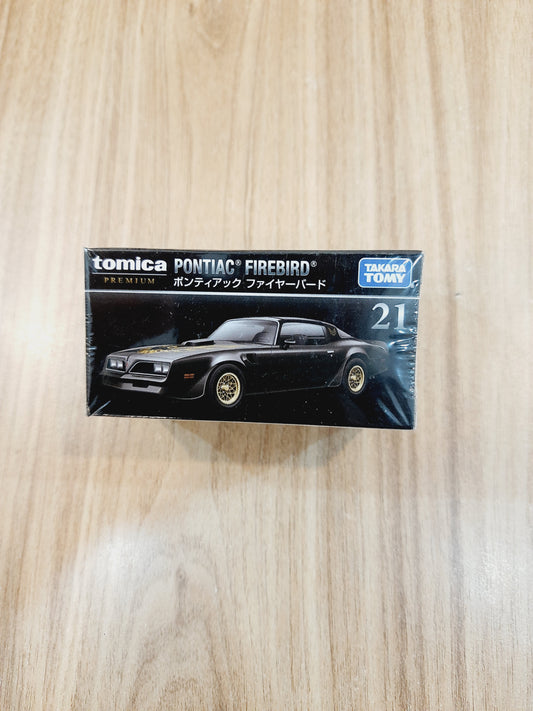 tomica PONTIAC® FIREBIRD®
PREMIUM ポンティアック ファイヤーバード
TAKARA
TOMY
21